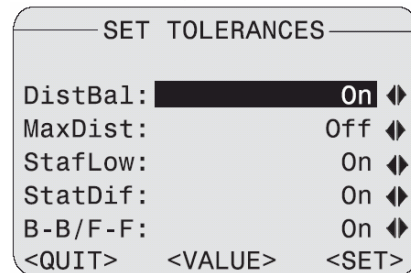 SET TOLERANCES
DistBal: On
MaxDist: Off
StafLow: On
StatDif: On
B-B/F-F: On
<QUIT> <VALUE> <SET>